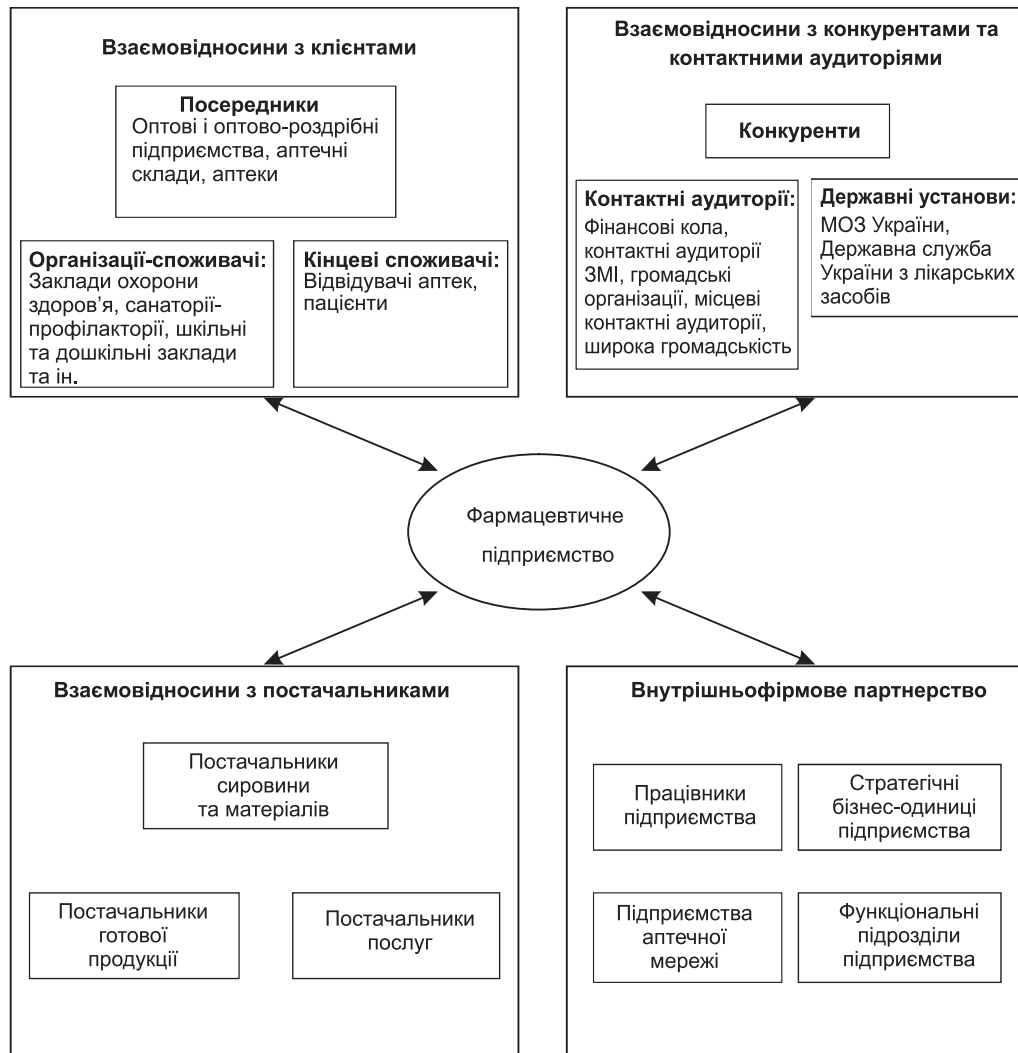 Взаємовідносини з клієнтами
Посередники
Оптові і оптово-роздрібні
підприємства, аптечні
склади, аптеки
Організації-споживачі:
Заклади охорони
здоров’я, санаторії-
профілакторії, шкільні
та дошкільні заклади
та ін.
Кінцеві споживачі:
Відвідувачі аптек,
пацієнти
Взаємовідносини з конкурентами та
контактними аудиторіями
Конкуренти
Контактні аудиторії:
Фінансові кола,
контактні аудиторії
ЗМІ, громадські
організації, місцеві
контактні аудиторії,
широка громадськість
Державні установи:
МОЗ України,
Державна служба
України з лікарських
засобів
Фармацевтичне
підприємство
Взаємовідносини з постачальниками
Постачальники
сировини
та матеріалів
Постачальники
готової
продукції
Постачальники
послуг
Внутрішньофірмове партнерство
Працівники
підприємства
Стратегічні
бізнес-одиниці
підприємства
Підприємства
аптечної
мережі
Функціональні
підрозділи
підприємства